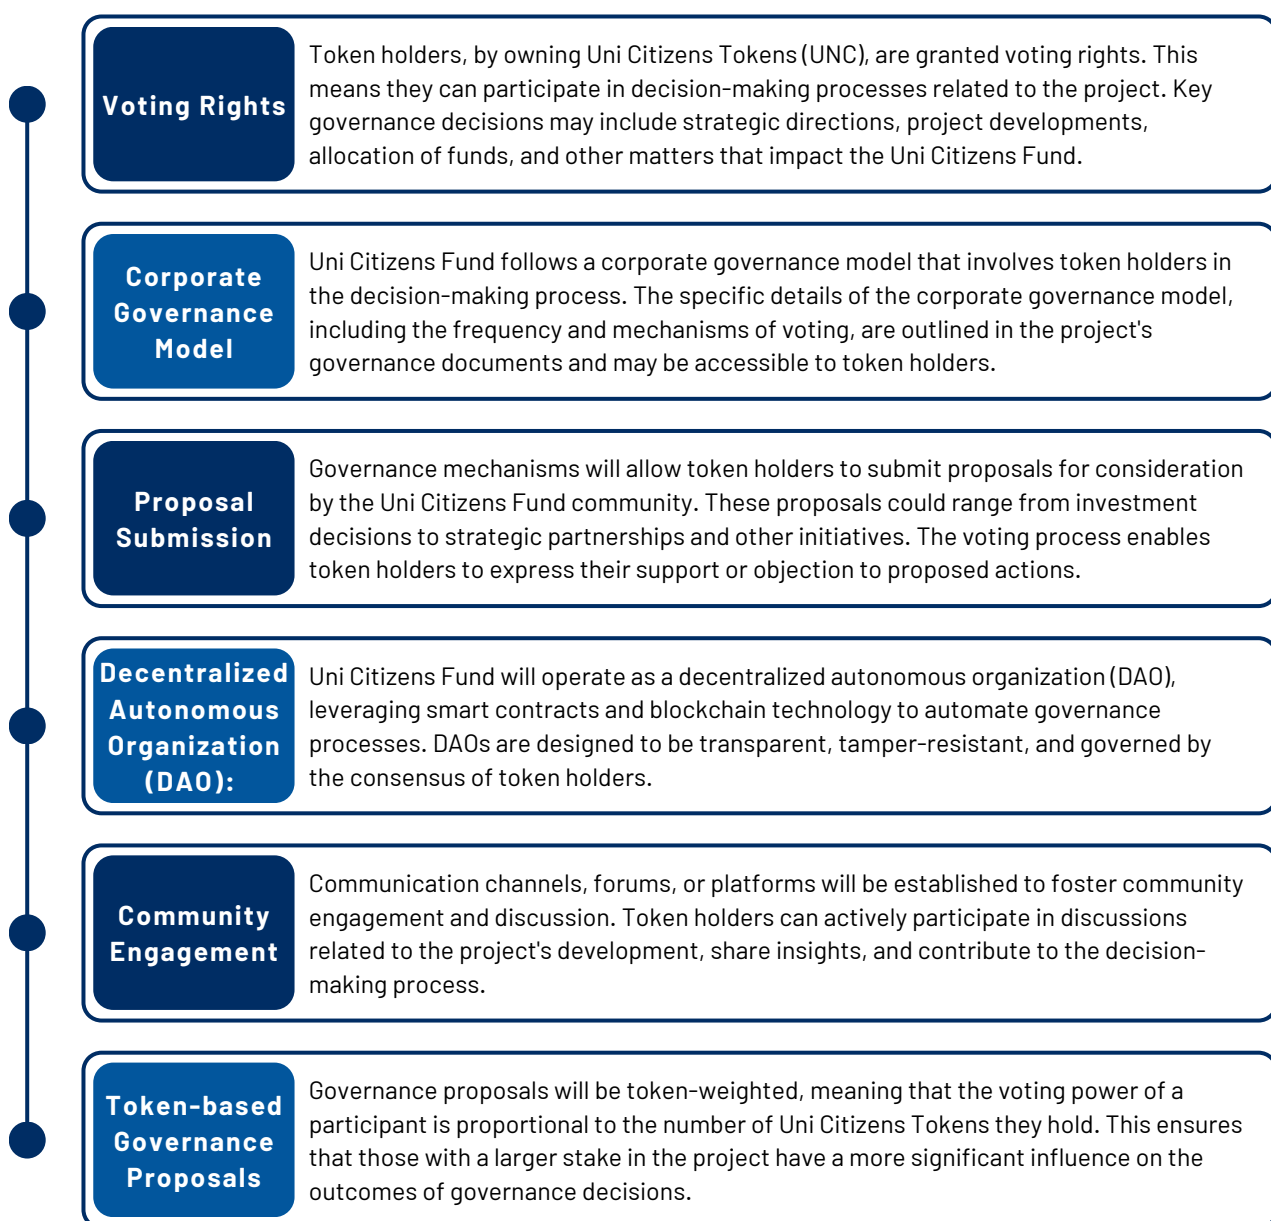 Voting Rights
Token holders, by owning Uni Citizens Tokens (UNC), are granted voting rights. This
means they can participate in decision-making processes related to the project. Key
governance decisions may include strategic directions, project developments,
allocation of funds, and other matters that impact the Uni Citizens Fund.
Corporate
Governance
Model
Uni Citizens Fund follows a corporate governance model that involves token holders in
the decision-making process. The specific details of the corporate governance model,
including the frequency and mechanisms of voting, are outlined in the project's
governance documents and may be accessible to token holders.
Proposal
Submission
Governance mechanisms will allow token holders to submit proposals for consideration
by the Uni Citizens Fund community. These proposals could range from investment
decisions to strategic partnerships and other initiatives. The voting process enables
token holders to express their support or objection to proposed actions.
Decentralized
Autonomous
Organization
(DAO):
Uni Citizens Fund will operate as a decentralized autonomous organization (DAO),
leveraging smart contracts and blockchain technology to automate governance
processes. DAOs are designed to be transparent, tamper-resistant, and governed by
the consensus of token holders.
Community
Engagement
Communication channels, forums, or platforms will be established to foster community
engagement and discussion. Token holders can actively participate in discussions
related to the project's development, share insights, and contribute to the decision-
making process.
Token-based
Governance
Proposals
Governance proposals will be token-weighted, meaning that the voting power of a
participant is proportional to the number of Uni Citizens Tokens they hold. This ensures
that those with a larger stake in the project have a more significant influence on the
outcomes of governance decisions.